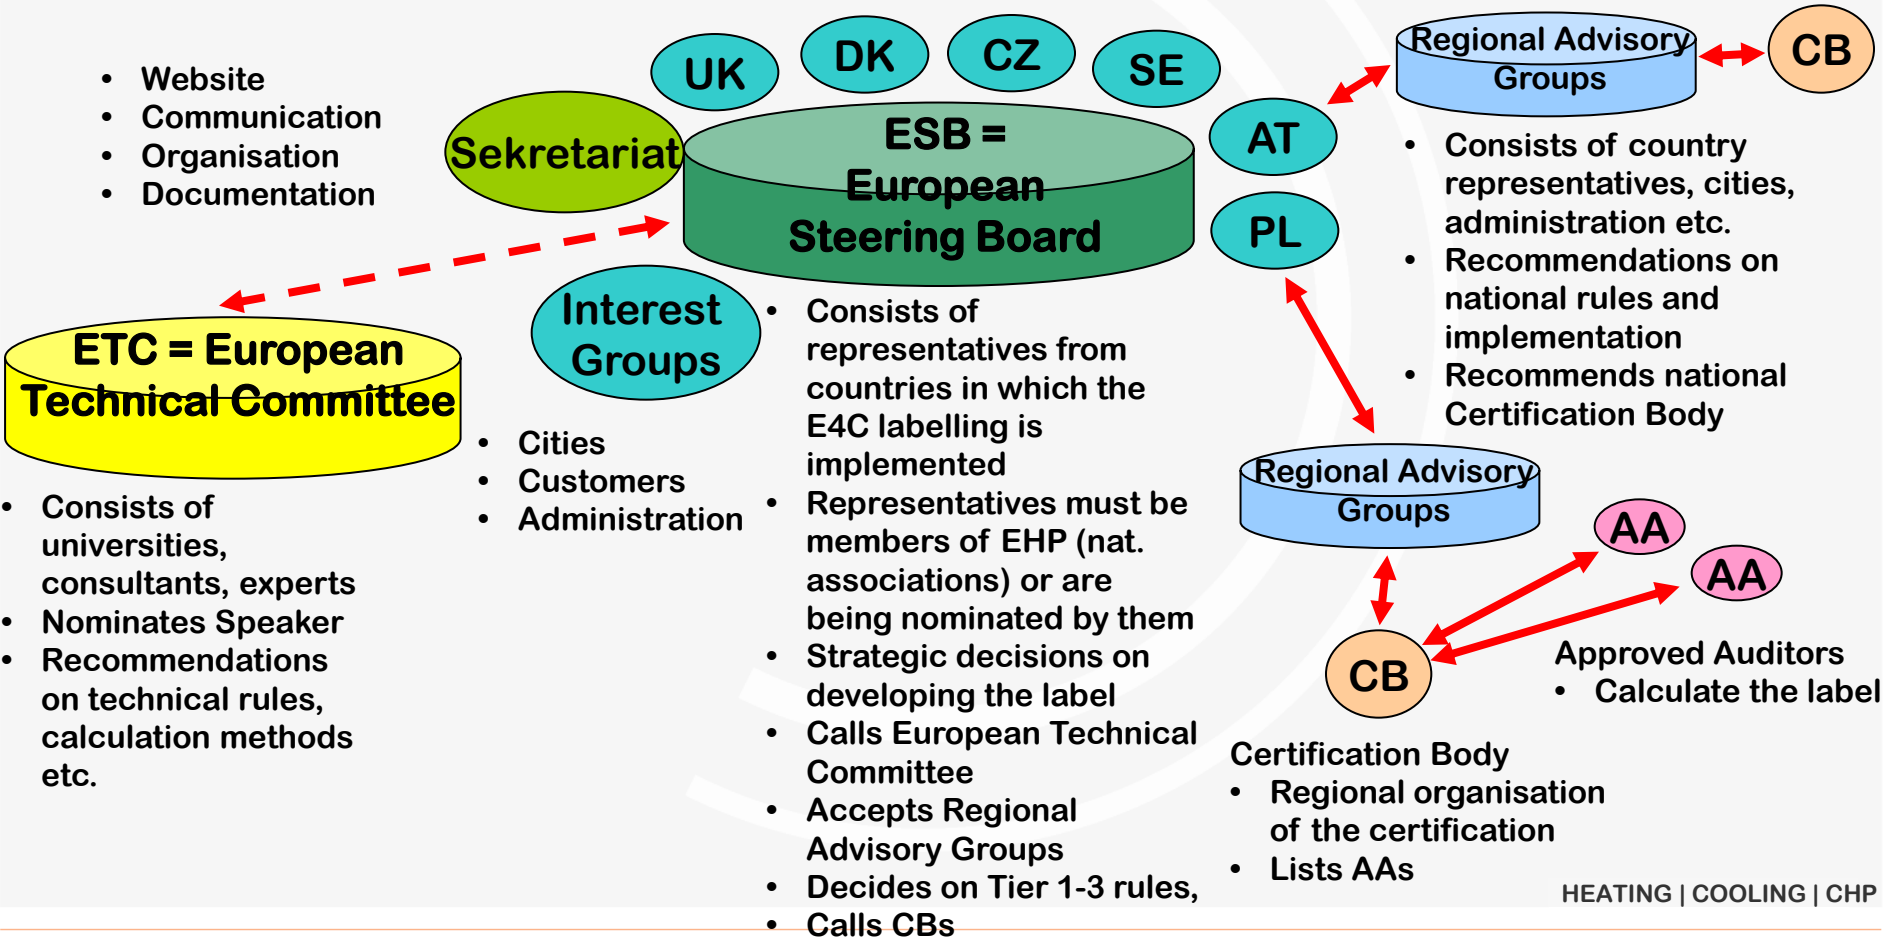 • Website
• Communication
• Organisation
• Documentation
Sekretariat
UK
DK
CZ
SE
AT
PL
ESB =
European
Steering Board
Regional Advisory
Groups
CB
• Consists of country
representatives, cities,
administration etc.
• Recommendations on
national rules and
implementation
• Recommends national
Certification Body
ETC = European
Technical Committee
• Consists of
universities,
consultants, experts
• Nominates Speaker
• Recommendations
on technical rules,
calculation methods
etc.
Interest
Groups
• Cities
• Customers
• Administration
• Consists of
representatives from
countries in which the
E4C labelling is
implemented
• Representatives must be
members of EHP (nat.
associations) or are
being nominated by them
• Strategic decisions on
developing the label
• Calls European Technical
Committee
• Accepts Regional
Advisory Groups
• Decides on Tier 1-3 rules,
• Calls CBs
Regional Advisory
Groups
AA
AA
CB
Approved Auditors
• Calculate the label
Certification Body
• Regional organisation
of the certification
• Lists AAs
HEATING | COOLING | CHP